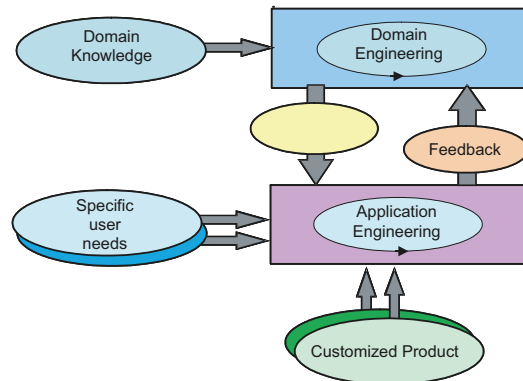 Domain
Knowledge
Domain
Engineering
Feedback
Specific
user
needs
Application
Engineering
Customized Product